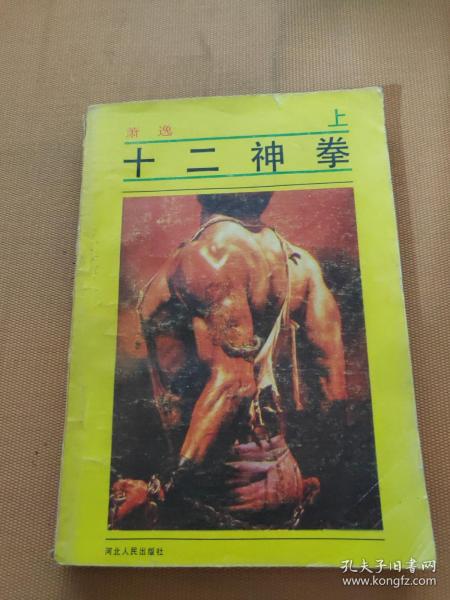 萧逸
上
十二神拳
河北人民出版社
孔夫子旧书网
www.kongfz.com